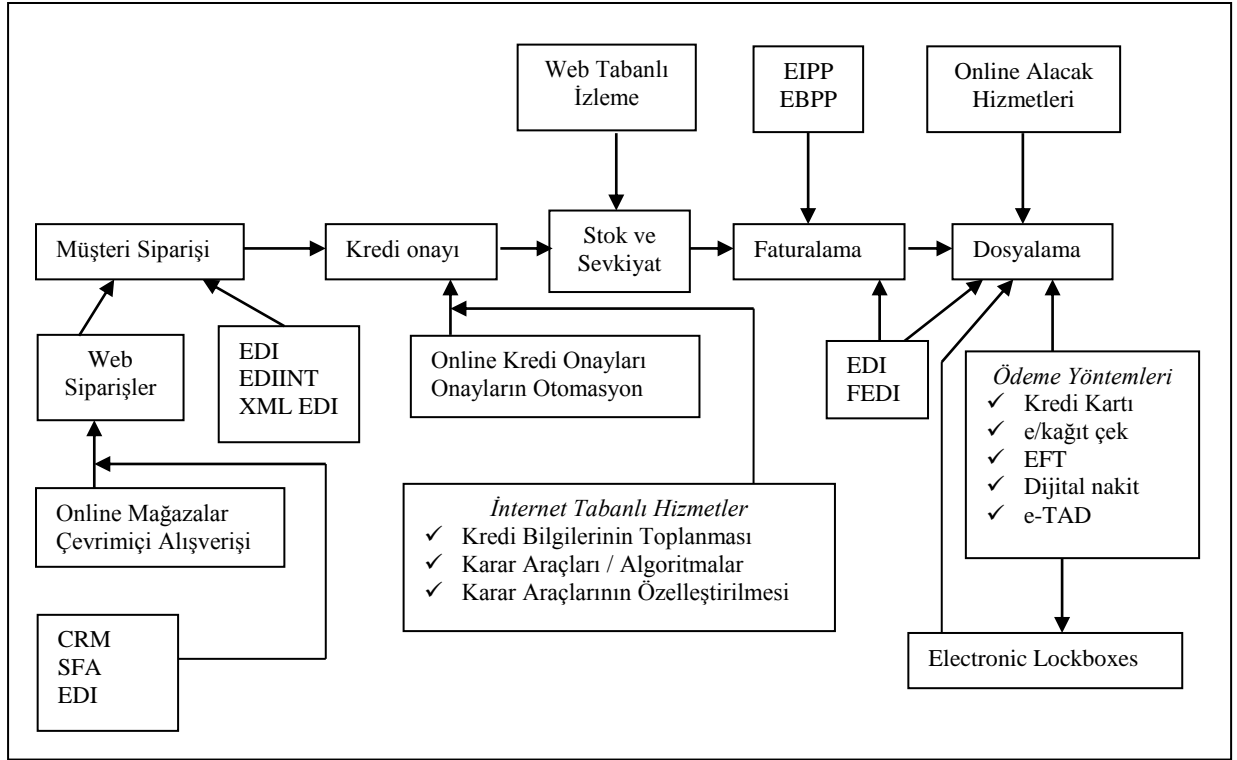 Web Tabanlı
İzleme
EIPP
EBPP
Online Alacak
Hizmetleri
Müşteri Siparişi
Kredi onayı
Stok ve
Sevkiyat
Faturalama
Dosyalama
Web
Siparişler
EDI
EDIINT
XML EDI
Online Kredi Onayları
Onayların Otomasyon
EDI
FEDI
Ödeme Yöntemleri
✓ Kredi Kartı
✓ e/kağıt çek
✓ EFT
✓ Dijital nakit
✓ e-TAD
Online Mağazalar
Çevrimiçi Alışverişi
İnternet Tabanlı Hizmetler
✓ Kredi Bilgilerinin Toplanması
✓ Karar Araçları / Algoritmalar
✓ Karar Araçlarının Özelleştirilmesi
CRM
SFA
EDI
Electronic Lockboxes